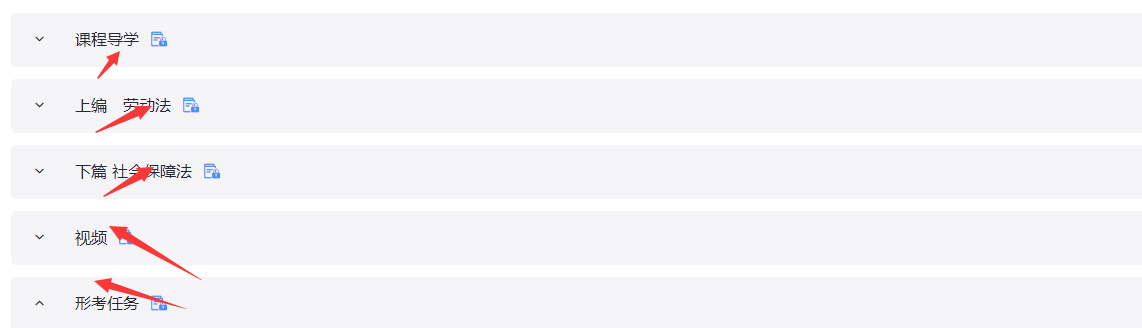 课程导学
上编　劳动法
下篇 社会保障法
视频
形考任务